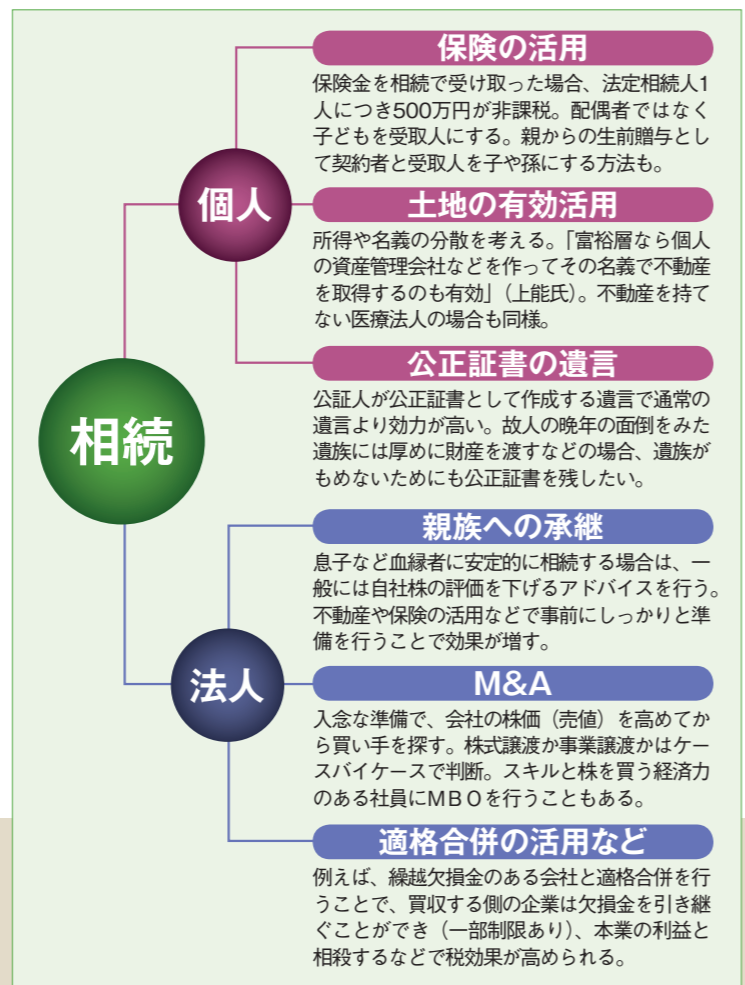 相続
個人
保険の活用
保険金を相続で受け取った場合、法定相続人1
人につき500万円が非課税。配偶者ではなく
子どもを受取人にする。親からの生前贈与とし
て契約者と受取人を子や孫にする方法も。
土地の有効活用
所得や名義の分散を考える。「富裕層なら個人
の資産管理会社などを作ってその名義で不動産
を取得するのも有効」（上能氏）。不動産を持て
ない医療法人の場合も同様。
公正証書の遺言
公証人が公正証書として作成する遺言で通常の
遺言より効力が高い。故人の晩年の面倒をみた
遺族には厚めに財産を渡すなどの場合、遺族が
もめないためにも公正証書を残したい。
法人
親族への承継
息子など血縁者に安定的に相続する場合は、一
般には自社株の評価を下げるアドバイスを行う。
不動産や保険の活用などで事前にしっかりと準
備を行うことで効果が増す。
M&A
入念な準備で、会社の株価（売値）を高めてか
ら買い手を探す。株式譲渡か事業譲渡かはケー
スバイケースで判断。スキルと株を買う経済力
のある社員にMBOを行うこともある。
適格合併の活用など
例えば、繰越欠損金のある会社と適格合併を行
うことで、買収する側の企業は欠損金を引き継
ぐことができ（一部制限あり）、本業の利益と
相殺するなどで税効果が高められる。